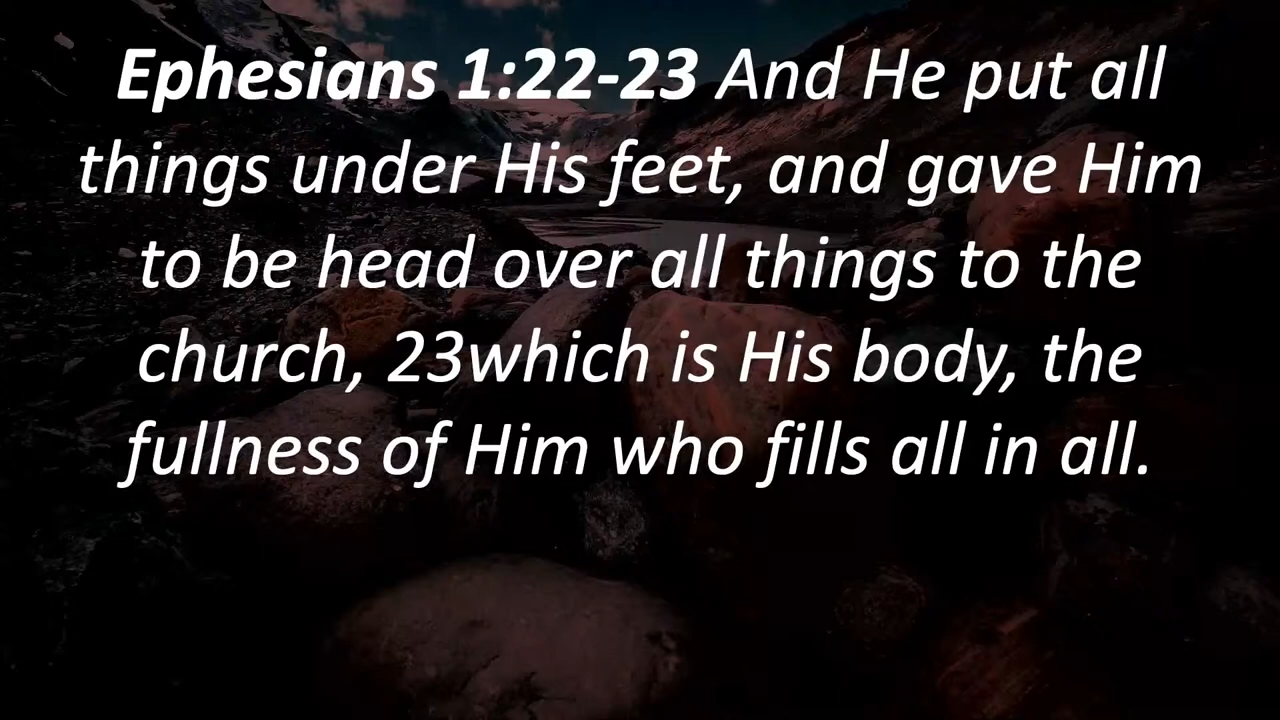 Ephesians 1:22-23 And He put all
things under His feet, and gave Him
to be head over all things to the
church, 23which is His body, the
fullness of Him who fills all in all.